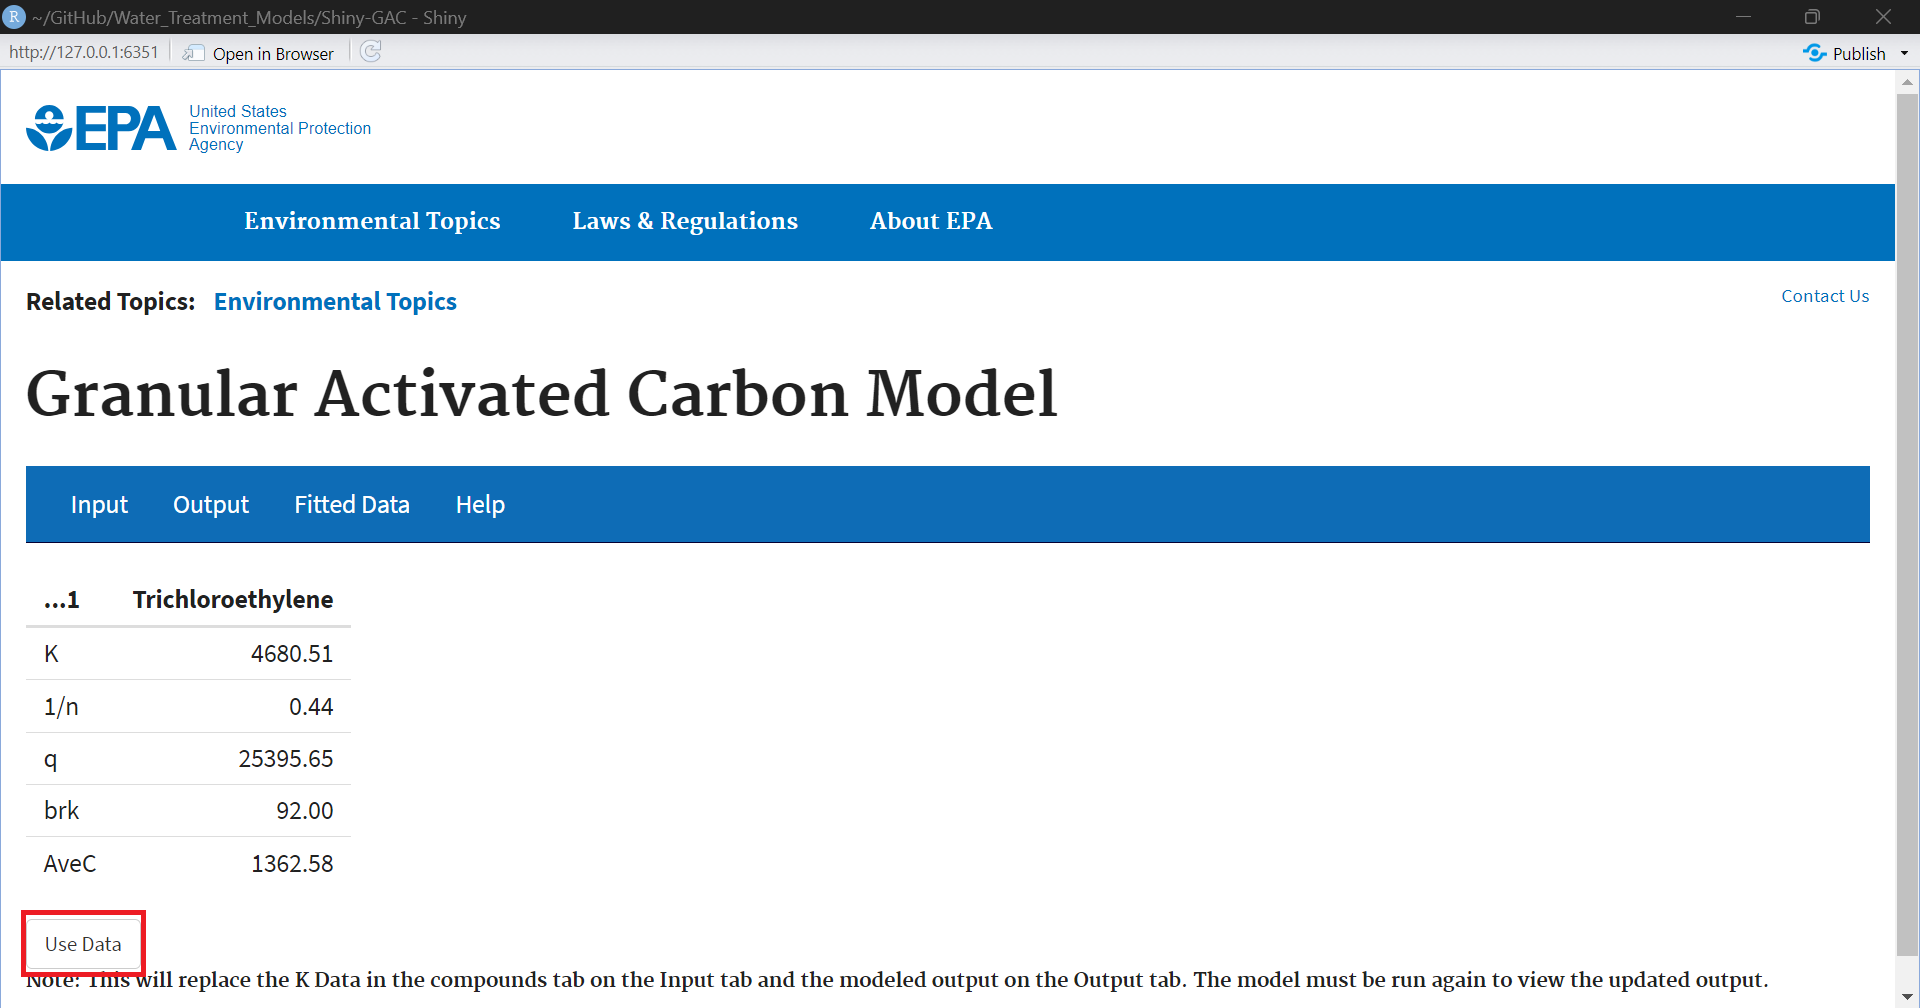 R ~/GitHub/Water_Treatment_Models/Shiny-GAC - Shiny
http://127.0.0.1:6351 Open in Browser Publish
EPA United States
Environmental Protection
Agency
Environmental Topics Laws & Regulations About EPA
Related Topics: Environmental Topics Contact Us
Granular Activated Carbon Model
Input Output Fitted Data Help
...1 Trichloroethylene
K 4680.51
1/n 0.44
q 25395.65
brk 92.00
AveC 1362.58
Use Data
Note: This will replace the K Data in the compounds tab on the Input tab and the modeled output on the Output tab. The model must be run again to view the updated output.